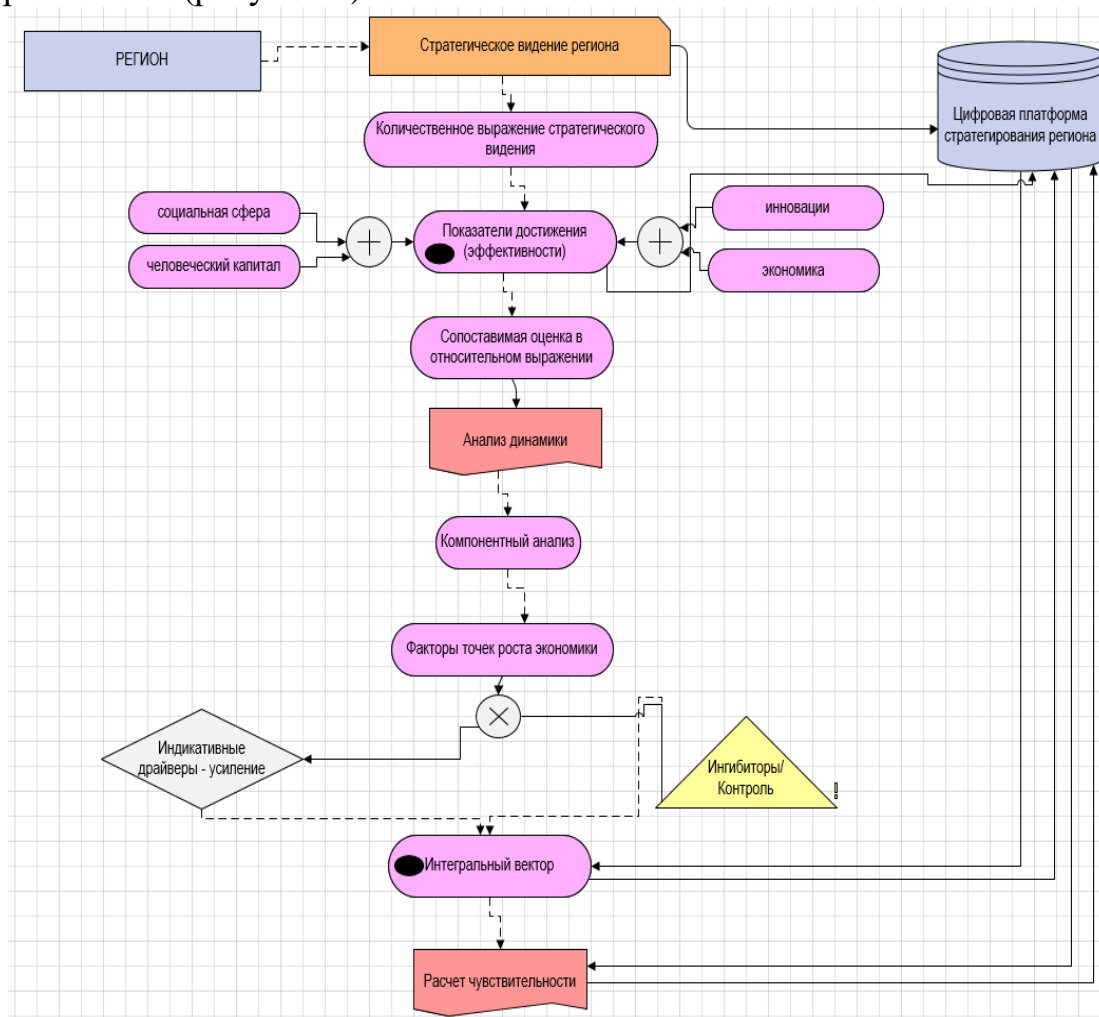 РЕГИОН
Стратегическое видение региона
Цифровая платформа
стратегирования региона
Количественное выражение стратегического
видения
социальная сфера
человеческий капитал
Показатели достижения
(эффективности)
инновации
экономика
Сопоставимая оценка в
относительном выражении
Анализ динамики
Компонентный анализ
Факторы точек роста экономики
Индикативные
драйверы - усиление
Ингибиторы/
Контроль
!
Интегральный вектор
Расчет чувствительности